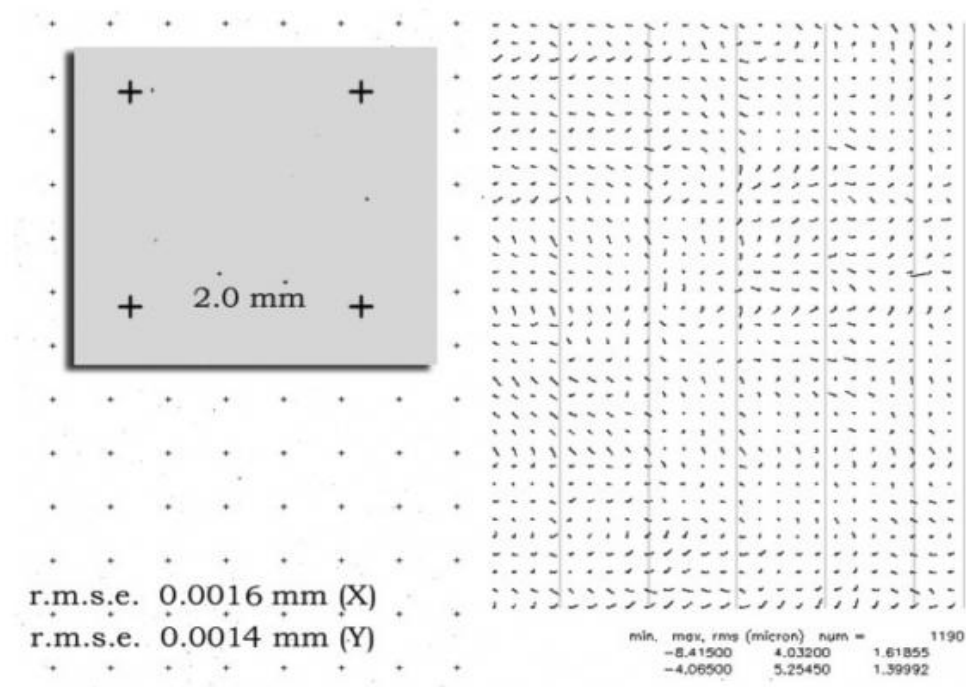 2.0 mm
r.m.s.e. 0.0016 mm (X)
r.m.s.e. 0.0014 mm (Y)
min. max, rms (micron) num = 1190
-8.41500 4.03200 1.61855
-4.06500 5.25450 1.39992